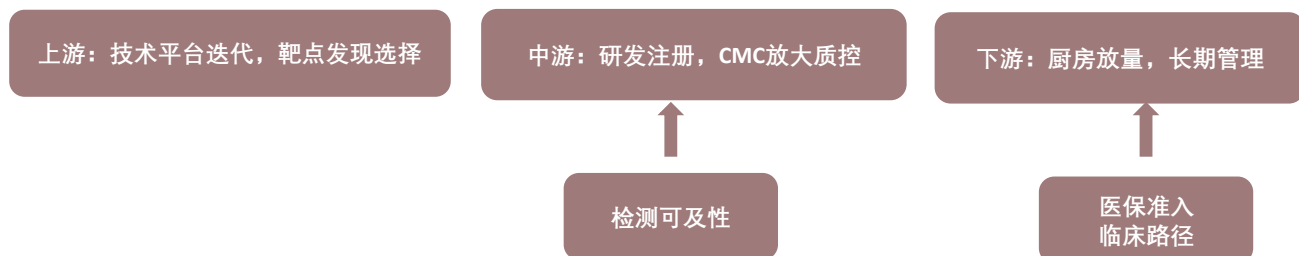 上游：技术平台迭代，靶点发现选择
中游：研发注册，CMC放大质控
下游：厨房放量，长期管理
检测可及性
医保准入
临床路径